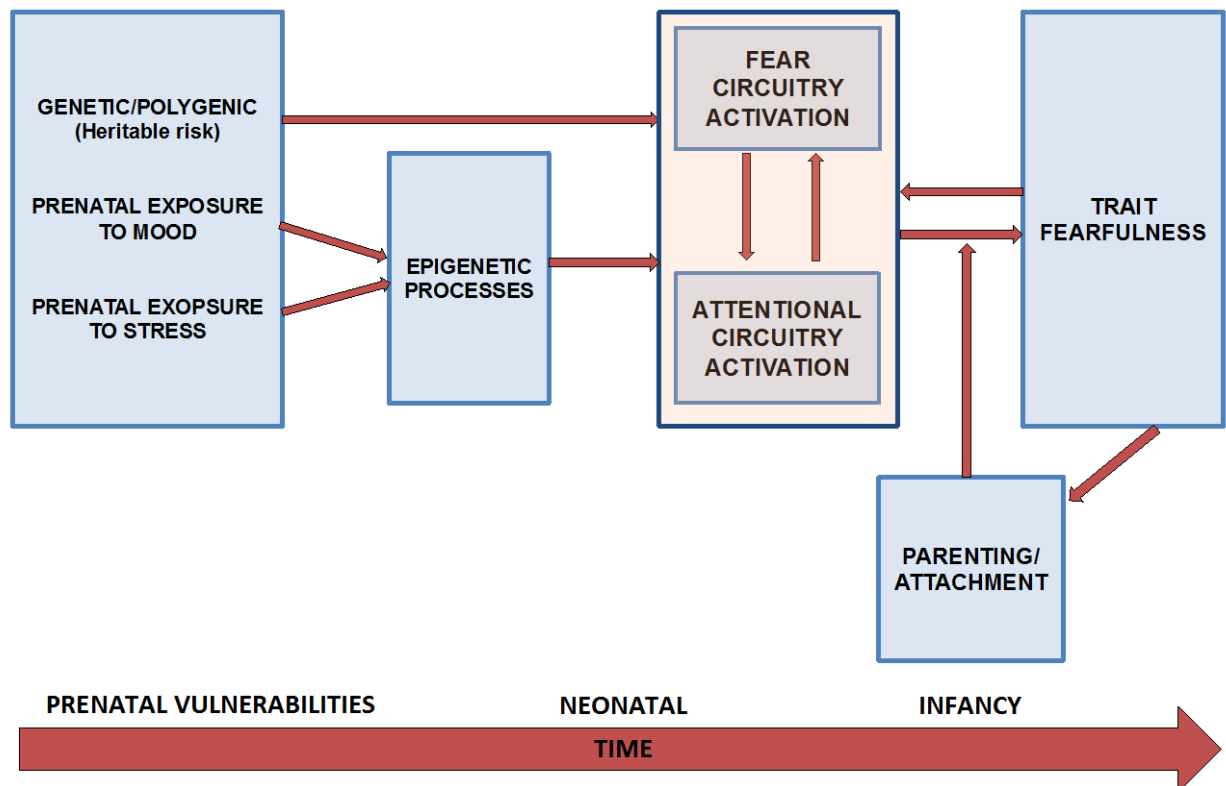 GENETIC/POLYGENIC
(Heritable risk)
PRENATAL EXPOSURE
TO MOOD
PRENATAL EXOPSURE
TO STRESS
EPIGENETIC
PROCESSES
FEAR
CIRCUITRY
ACTIVATION
ATTENTIONAL
CIRCUITRY
ACTIVATION
TRAIT
FEARFULNESS
PARENTING/
ATTACHMENT
PRENATAL VULNERABILITIES
NEONATAL
INFANCY
TIME